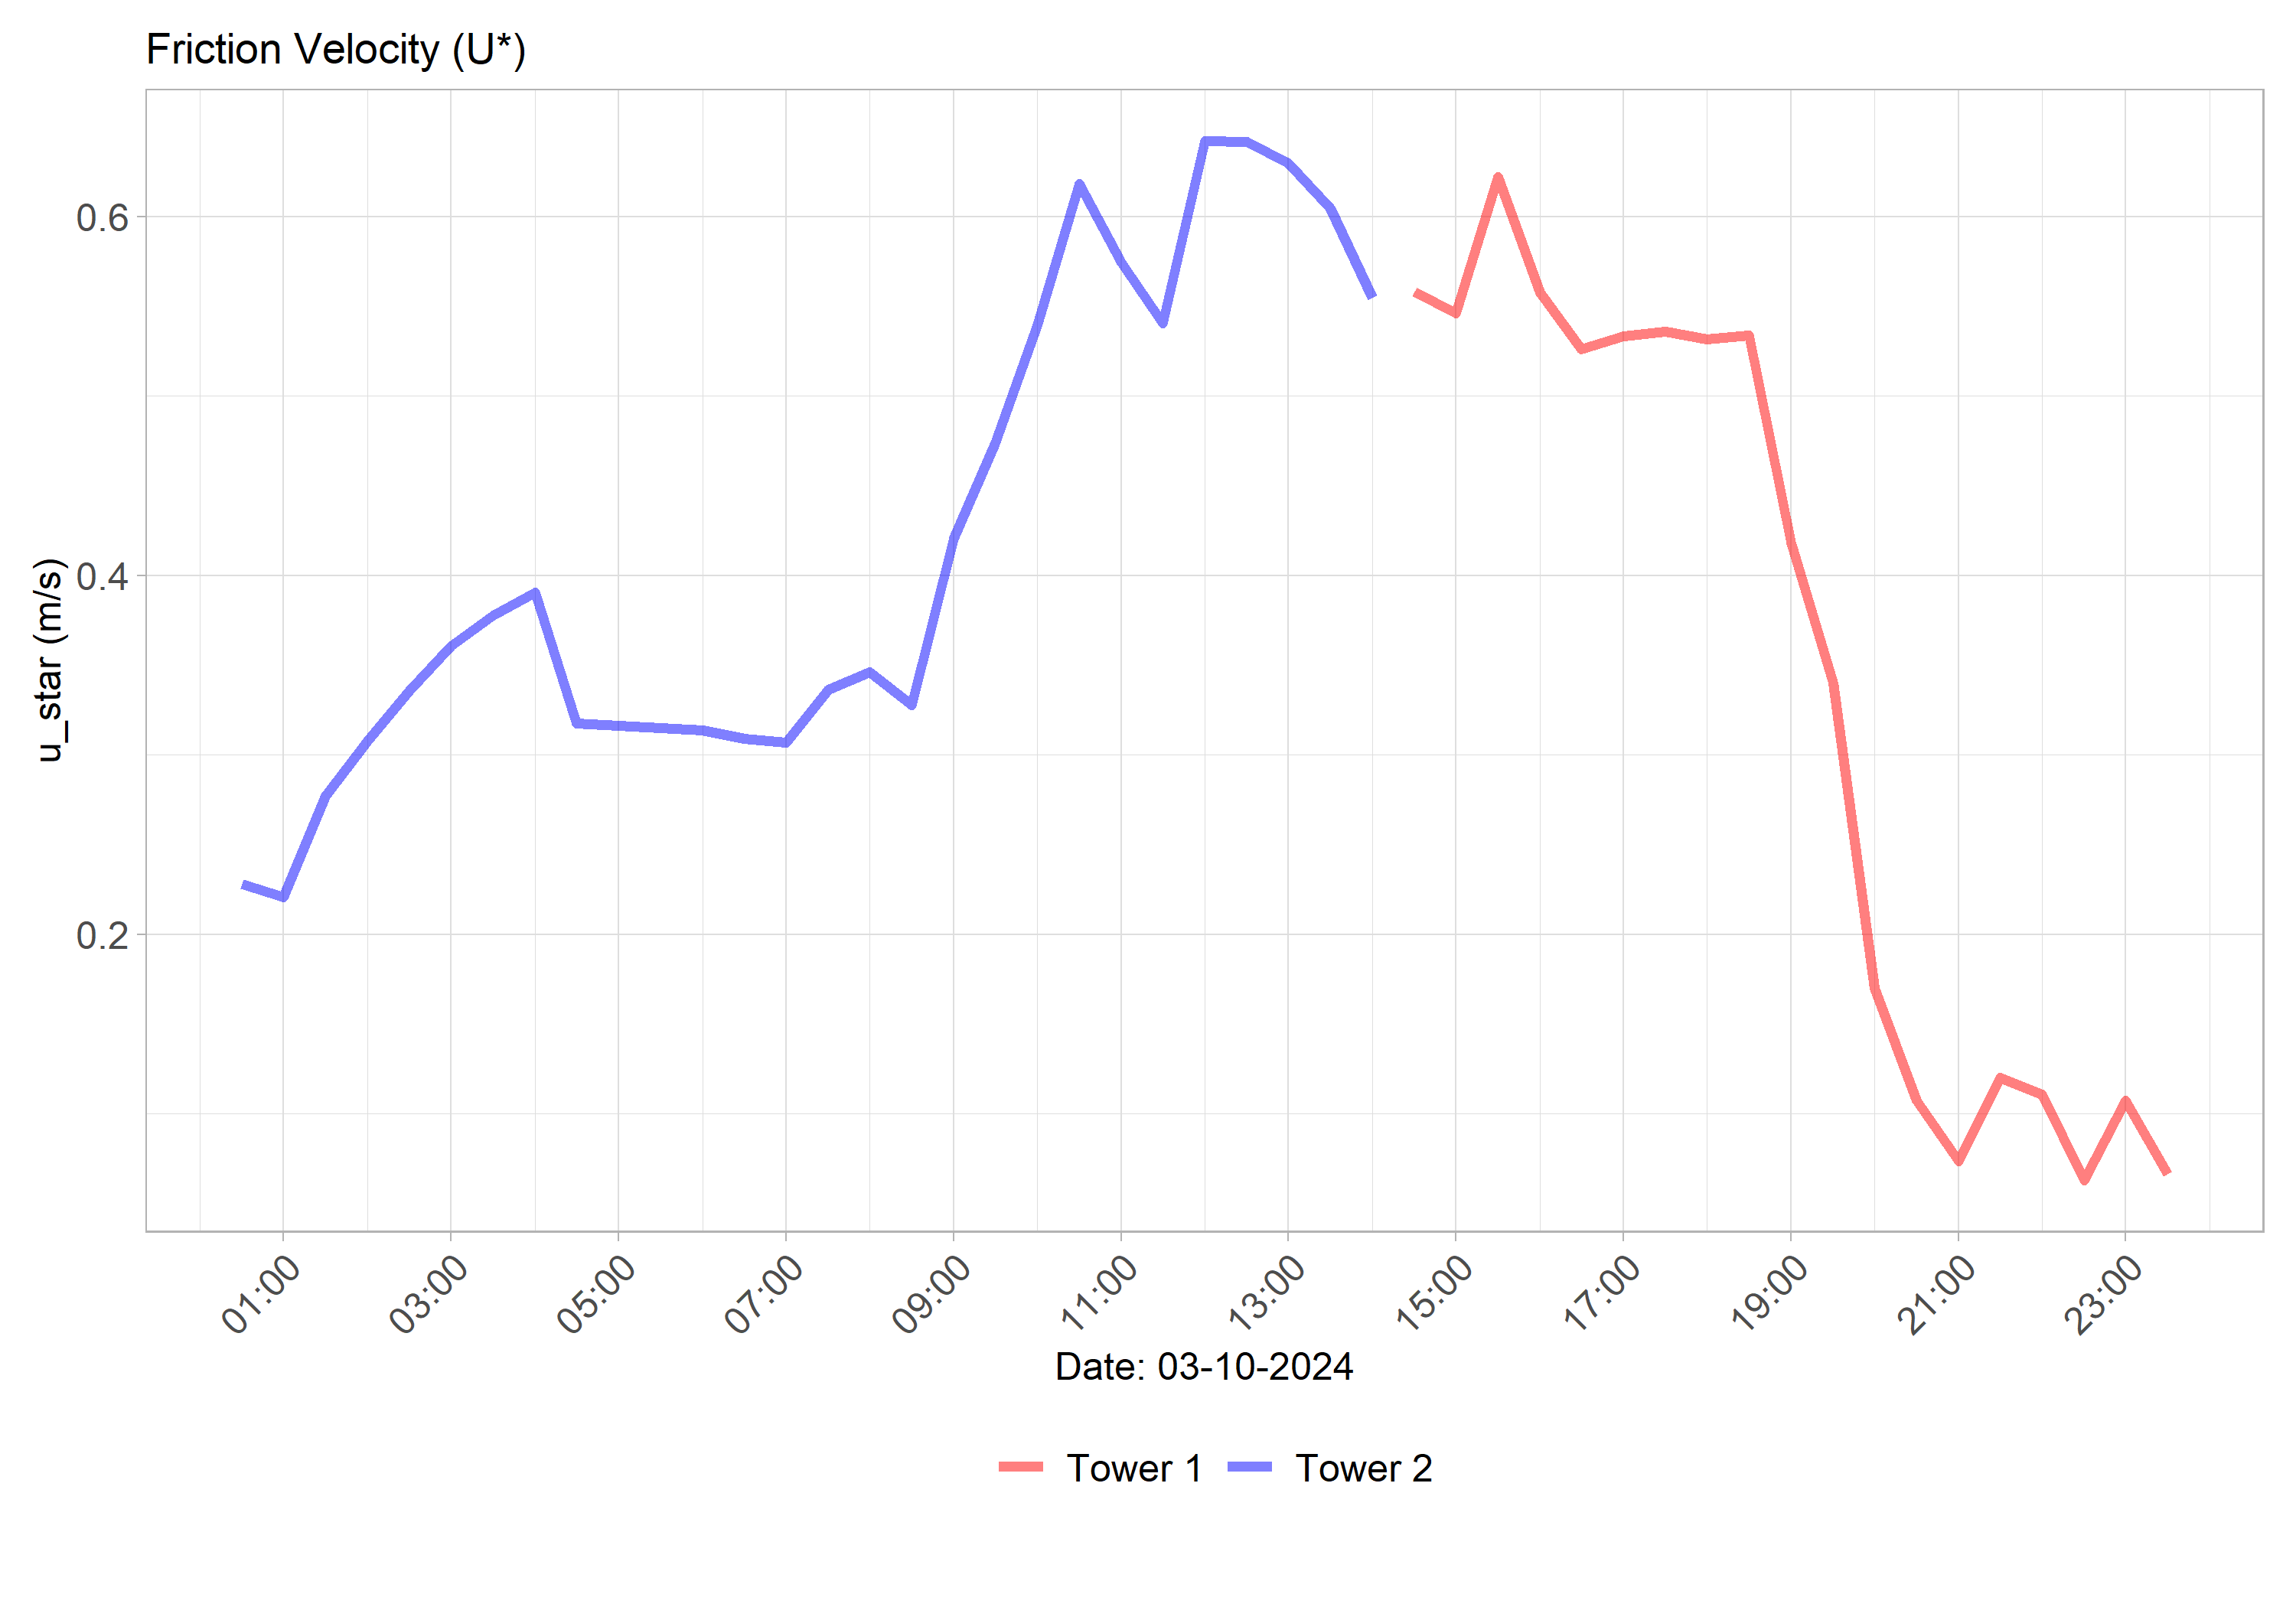 Friction Velocity (U*)
u_star (m/s)
0.6
0.4
0.2
01:00 03:00 05:00 07:00 09:00 11:00 13:00 15:00 17:00 19:00 21:00 23:00
Date: 03-10-2024
Tower 1 Tower 2